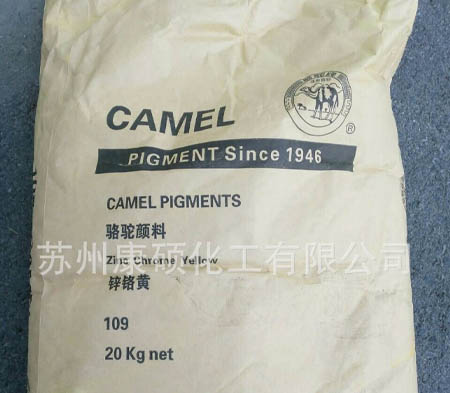 CAMEL
®
PIGMENT Since 1946
CAMEL PIGMENTS
骆驼颜料
苏州康硕化工有限公司
Zinc Chrome Yellow
锌铬黄
109
20 Kg net